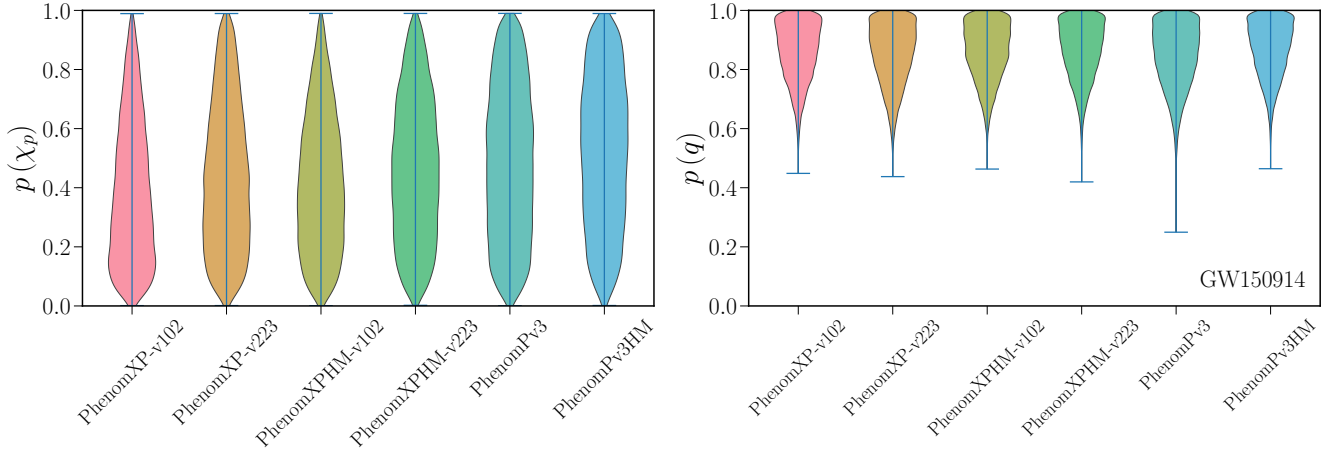 p(χ_p)
1.0
0.8
0.6
0.4
0.2
0.0
PhenomXP-v102
PhenomXP-v223
PhenomXPHM-v102
PhenomXPHM-v223
PhenomPv3
PhenomPv3HM
p(q)
1.0
0.8
0.6
0.4
0.2
0.0
GW150914
PhenomXP-v102
PhenomXP-v223
PhenomXPHM-v102
PhenomXPHM-v223
PhenomPv3
PhenomPv3HM